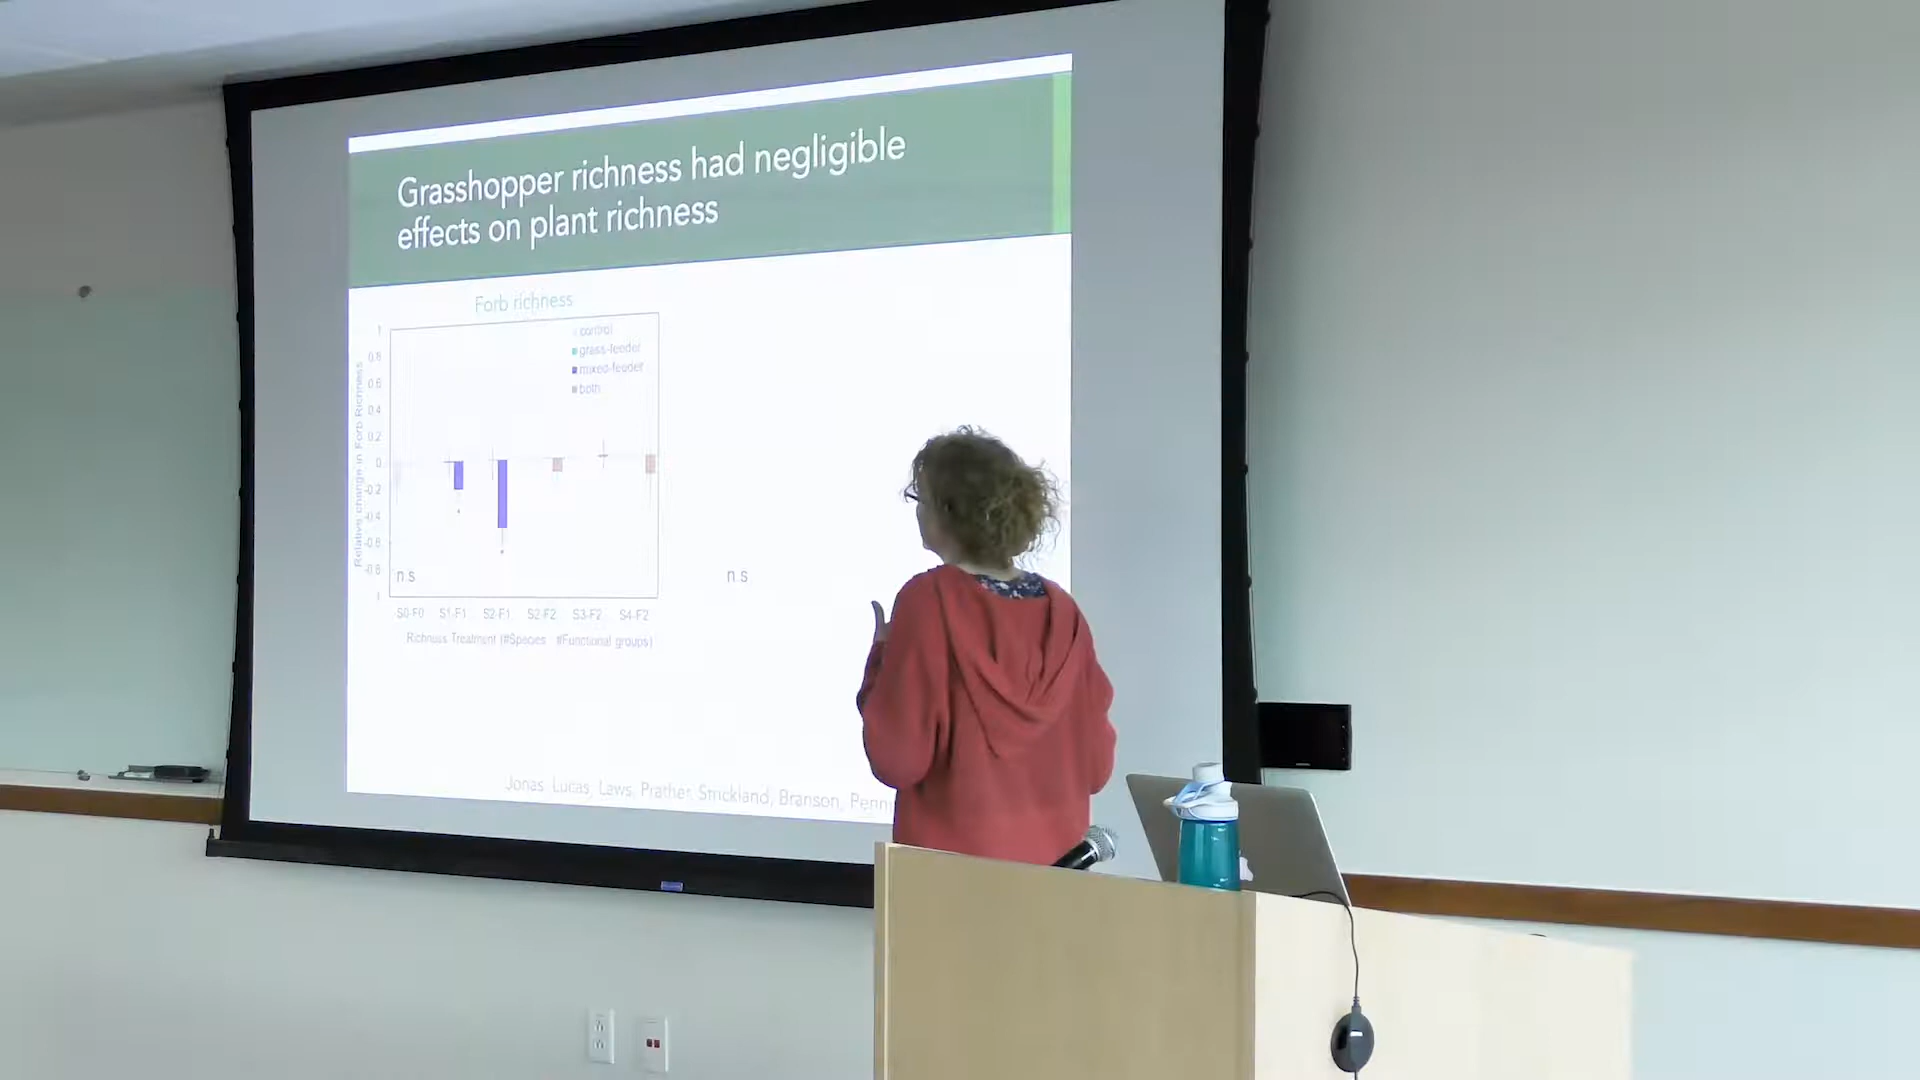 Grasshopper richness had negligible
effects on plant richness
Forb richness
control
grass-feeder
mixed-feeder
both
Relative change in Forb Richness
1
0.8
0.6
0.4
0.2
0
-0.2
-0.4
-0.6
-0.8
n.s
n.s
S0-F0 S1-F1 S2-F1 S2-F2 S3-F2 S4-F2
Richness Treatment (#Species #Functional groups)
Jonas, Lucas, Laws, Prather, Strickland, Branson, Penn